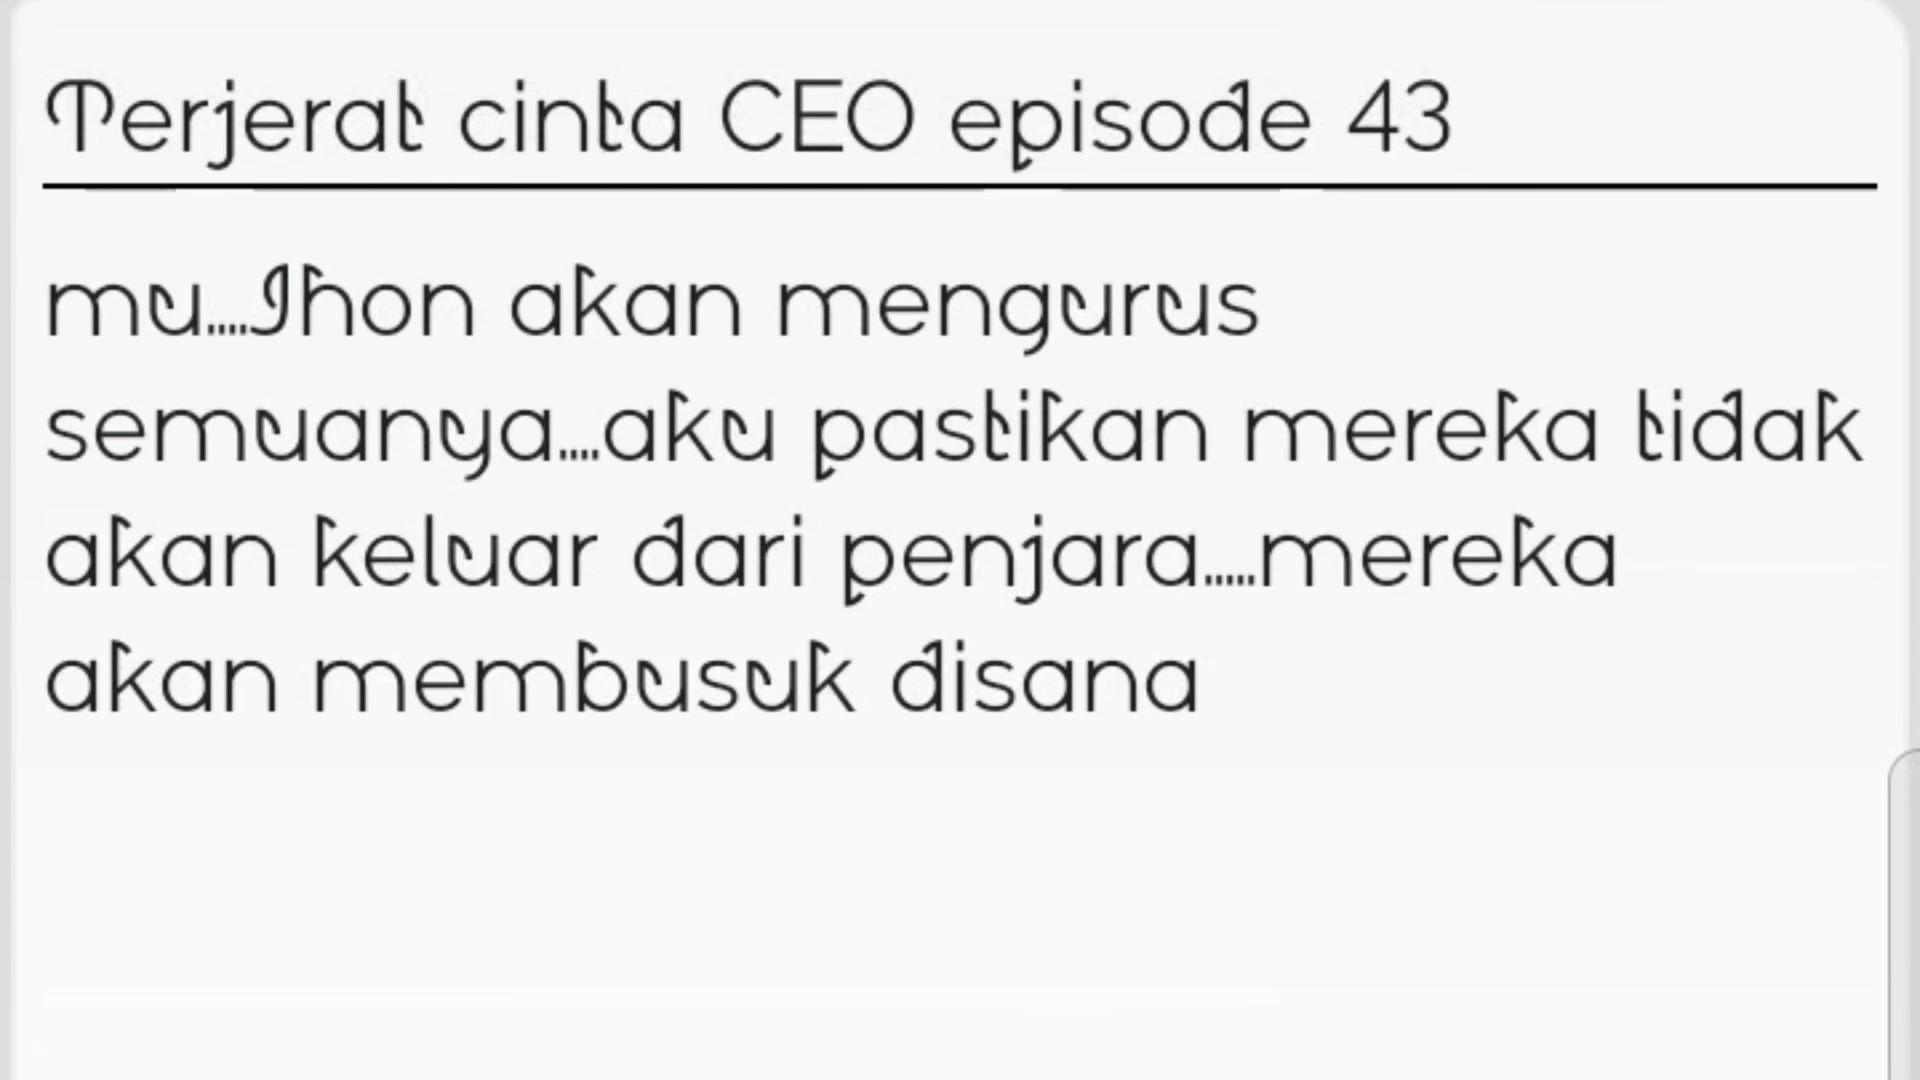 Terjerat cinta CEO episode 43
mu....Jhon akan mengurus
semuanya....aku pastikan mereka tidak
akan keluar dari penjara.....mereka
akan membusuk disana